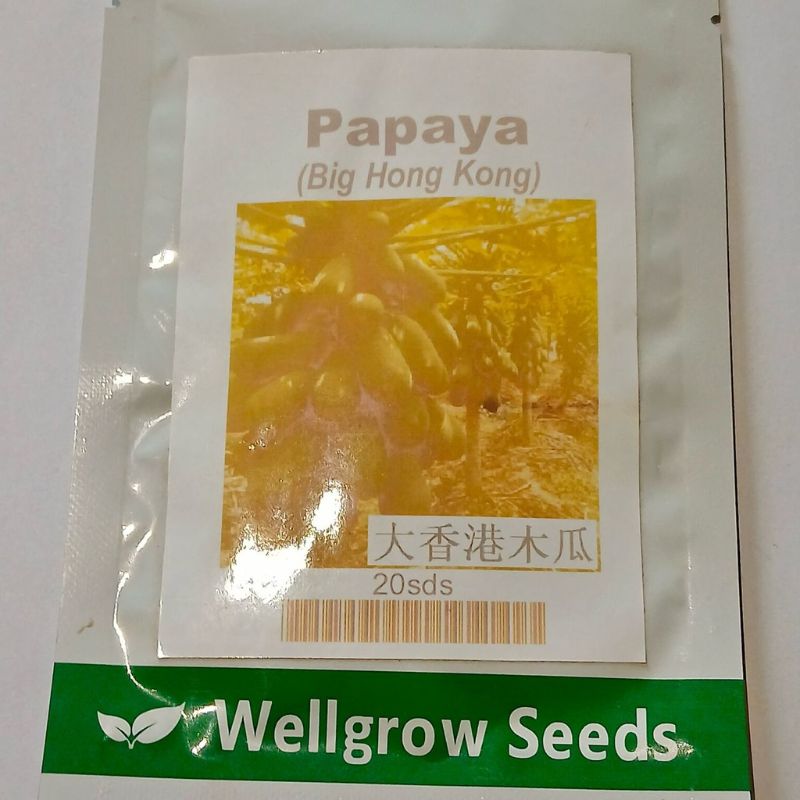 Papaya
(Big Hong Kong)
大香港木瓜
20sds
Wellgrow Seeds